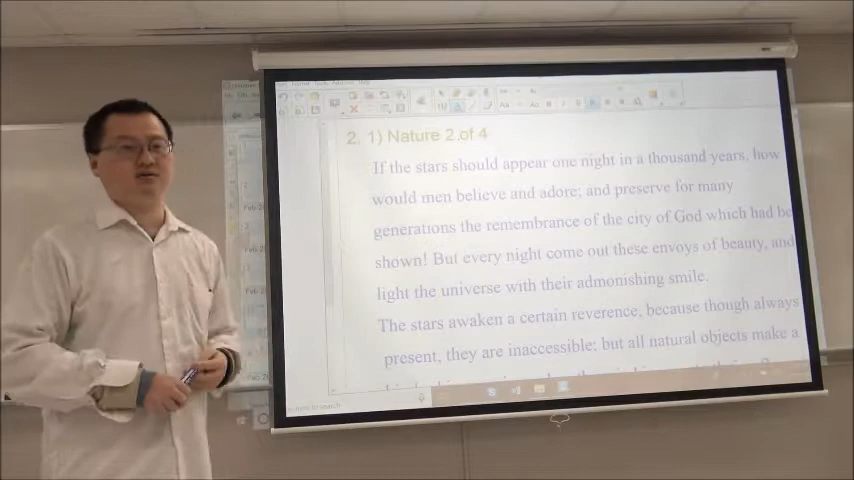 2. 1) Nature 2 of 4
If the stars should appear one night in a thousand years, how
would men believe and adore; and preserve for many
generations the remembrance of the city of God which had be
shown! But every night come out these envoys of beauty, and
light the universe with their admonishing smile.
The stars awaken a certain reverence, because though always
present, they are inaccessible; but all natural objects make a